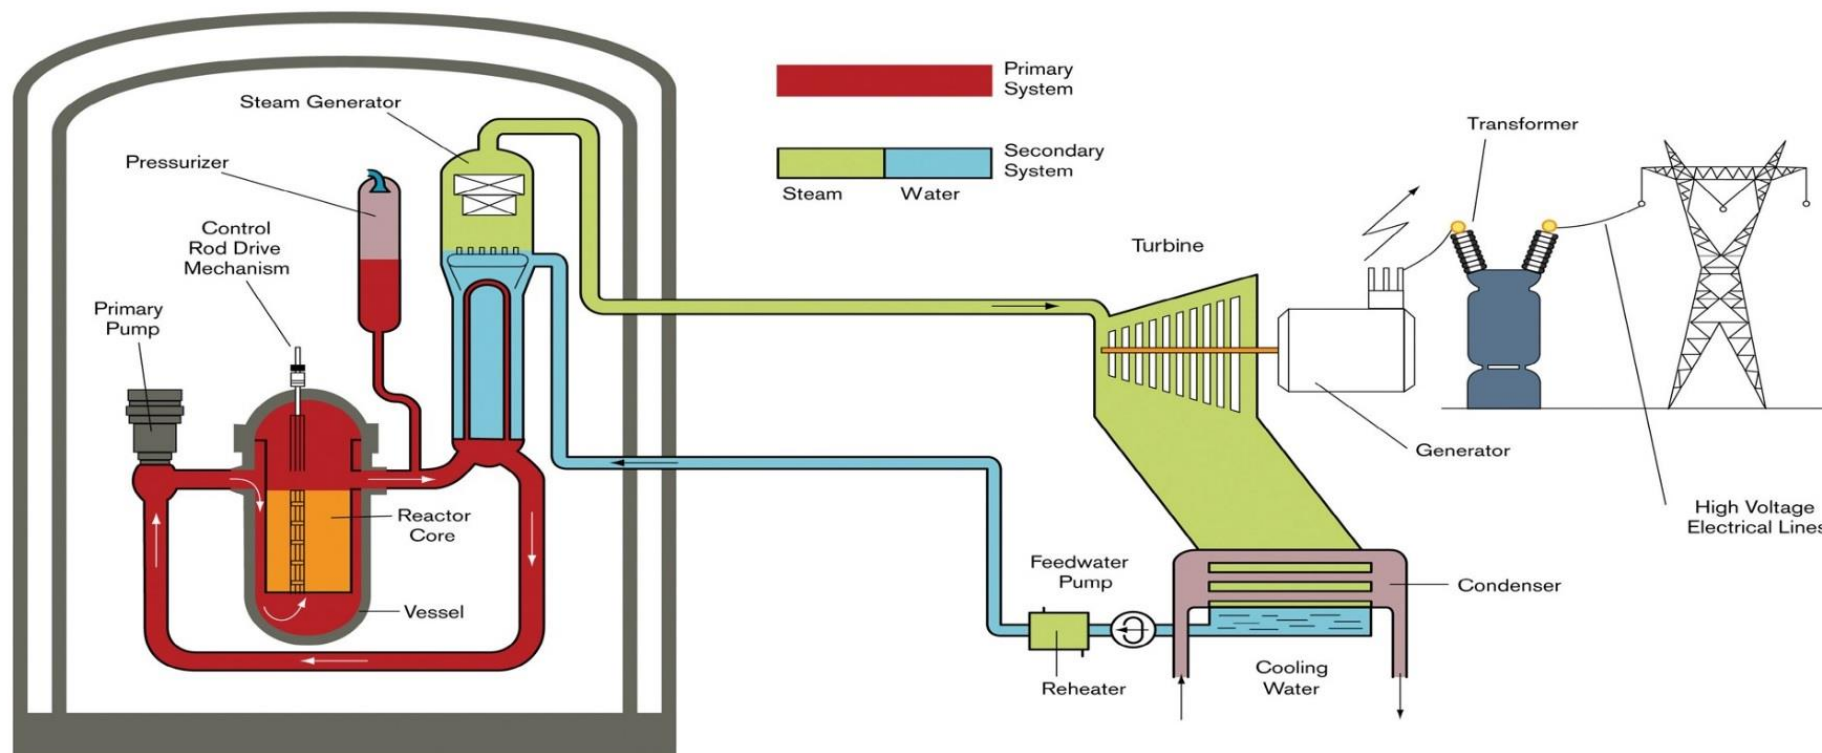 Steam Generator
Pressurizer
Control
Rod Drive
Mechanism
Primary
Pump
Reactor
Core
Vessel
Primary
System
Secondary
System
Steam
Water
Transformer
Turbine
Generator
High Voltage
Electrical Lines
Feedwater
Pump
Condenser
Reheater
Cooling
Water